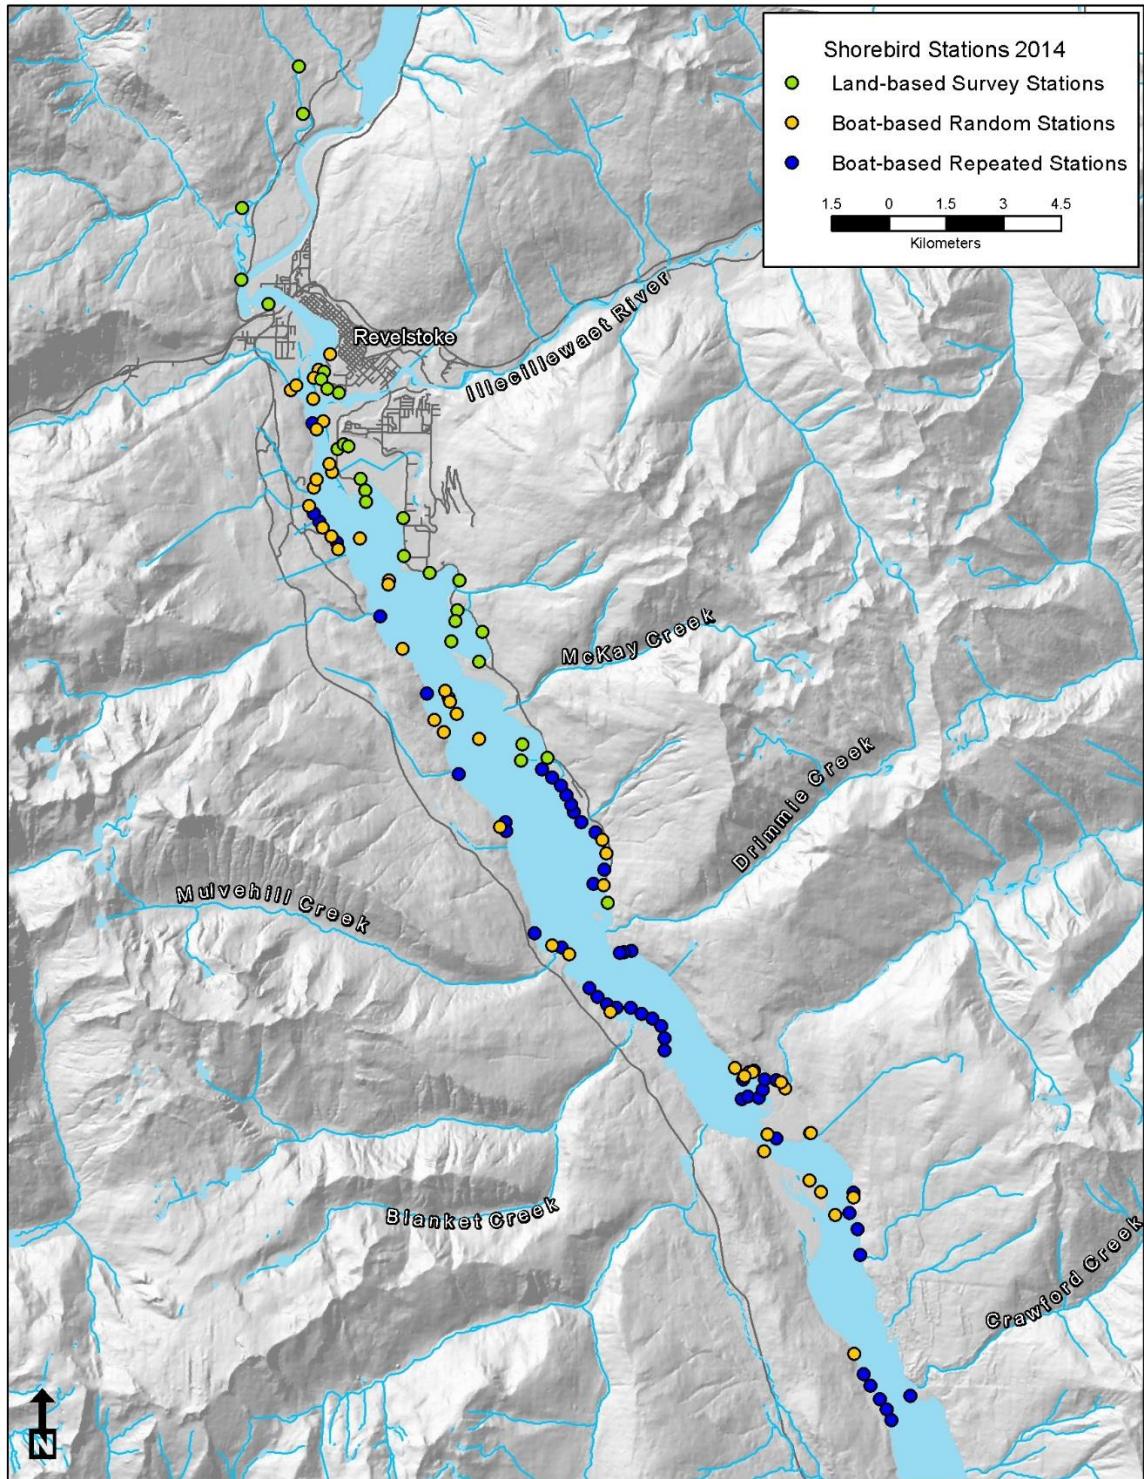 Shorebird Stations 2014
Land-based Survey Stations
Boat-based Random Stations
Boat-based Repeated Stations
1.5 0 1.5 3 4.5
Kilometers
Revelstoke
Illecillewaet River
McKay Creek
Drimmie Creek
Mulvehill Creek
Blanket Creek
Crawford Creek
N